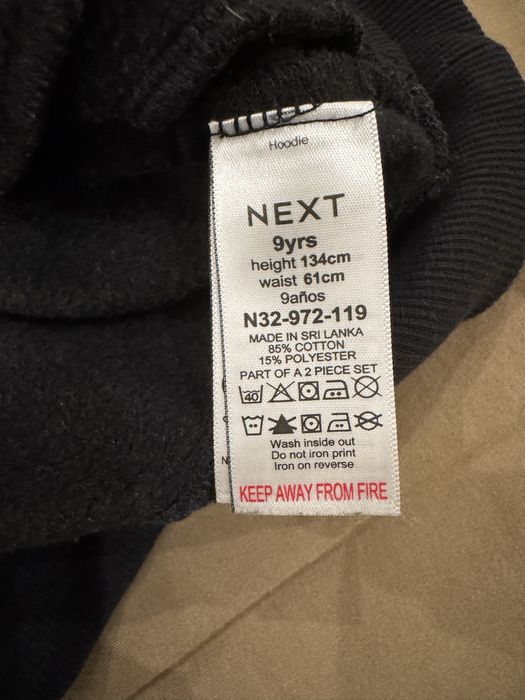 Hoodie
NEXT
9yrs
height 134cm
waist 61cm
9años
N32-972-119
MADE IN SRI LANKA
85% COTTON
15% POLYESTER
PART OF A 2 PIECE SET
40
Wash inside out
Do not iron print
Iron on reverse
KEEP AWAY FROM FIRE